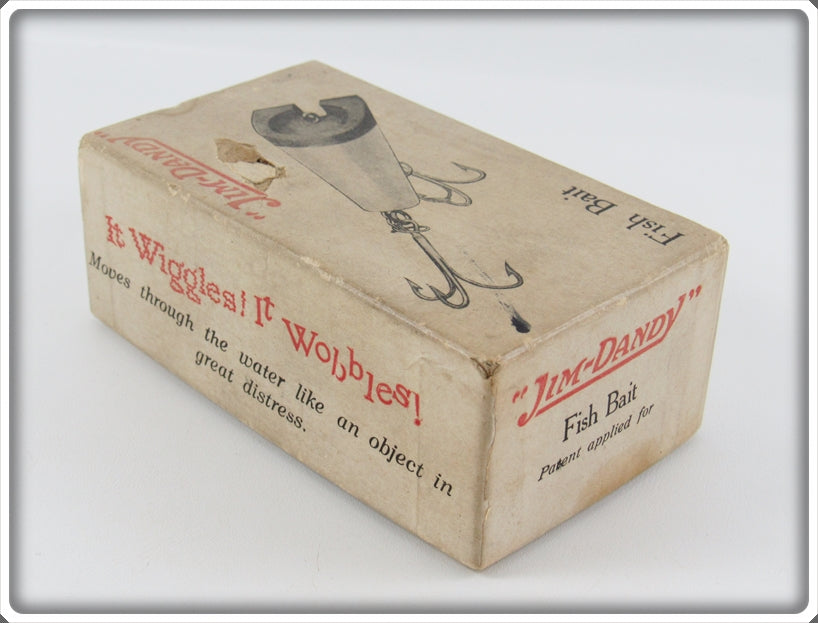 "JIM-DANDY"
Fish Bait
It Wiggles! It Wobbles!
Moves through the water like an object in
great distress.
"JIM-DANDY"
Fish Bait
Patent applied for